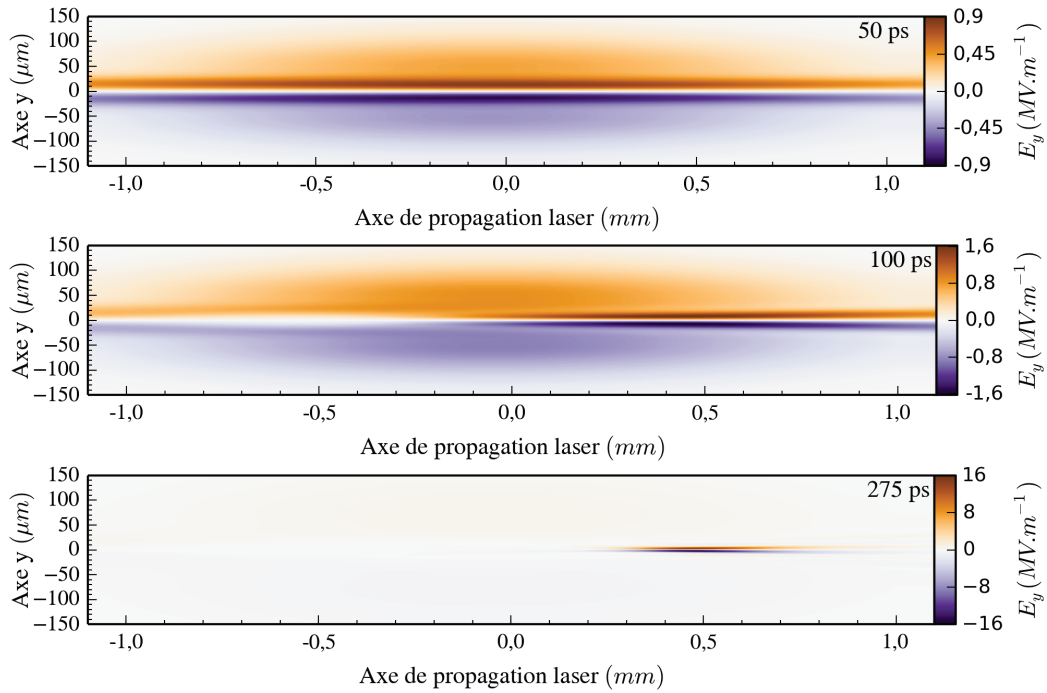 50 ps
Axe y (μm)
150
100
50
0
−50
−100
−150
-1,0 -0,5 0,0 0,5 1,0
Axe de propagation laser (mm)
0,9
0,45
0,0
-0,45
-0,9
E_y (MV.m⁻¹)
100 ps
Axe y (μm)
150
100
50
0
−50
−100
−150
-1,0 -0,5 0,0 0,5 1,0
Axe de propagation laser (mm)
1,6
0,8
0,0
-0,8
-1,6
E_y (MV.m⁻¹)
275 ps
Axe y (μm)
150
100
50
0
−50
−100
−150
-1,0 -0,5 0,0 0,5 1,0
Axe de propagation laser (mm)
16
8
0
−8
−16
E_y (MV.m⁻¹)